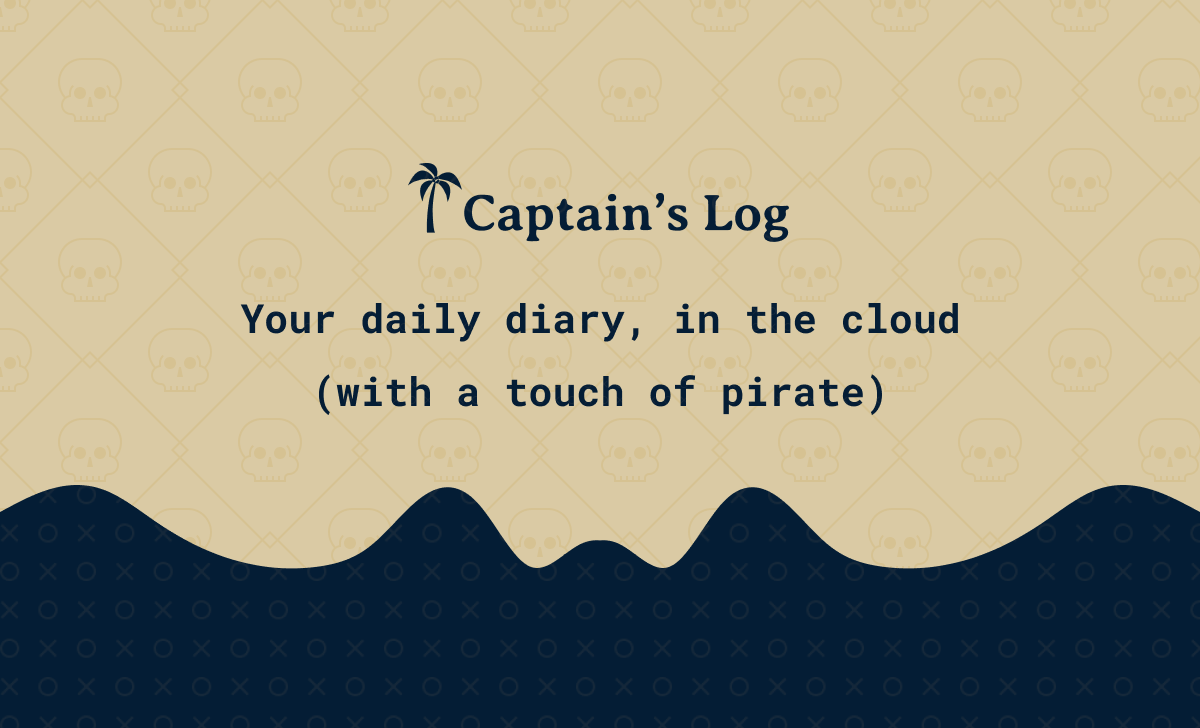 Captain’s Log
Your daily diary, in the cloud
(with a touch of pirate)